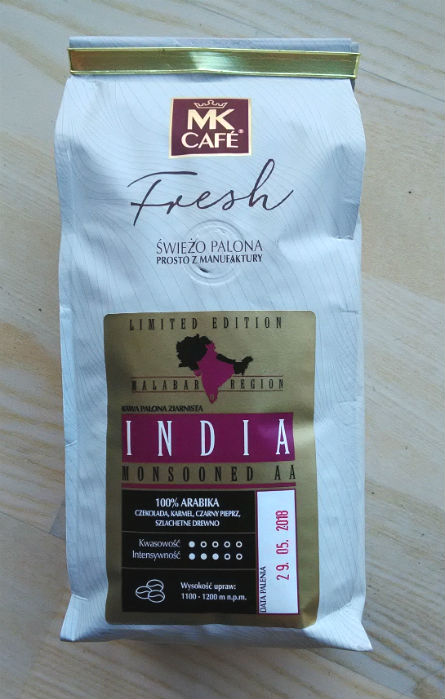 MK
CAFÉ®
Fresh
ŚWIEŻO PALONA
PROSTO Z MANUFAKTURY
LIMITED EDITION
MALABAR REGION
KAWA PALONA ZIARNISTA
INDIA
MONSOONED AA
100% ARABIKA
CZEKOLADA, KARMEL, CZARNY PIEPRZ,
SZLACHETNE DREWNO
Kwasowość
Intensywność
Wysokość upraw:
1100 - 1200 m n.p.m.
DATA PALENIA
29. 05. 2018